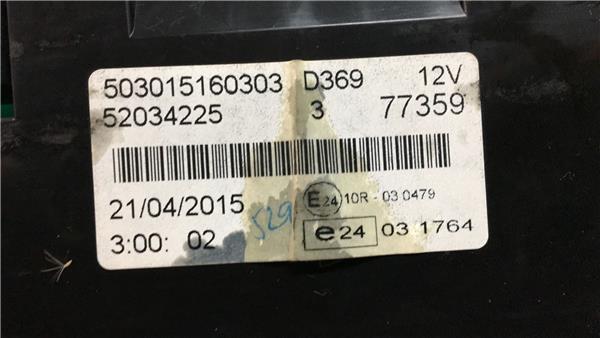 503015160303 D369 12V
52034225 3 77359
21/04/2015 E24 10R - 03 0479
3:00: 02 529 e24 03 1764